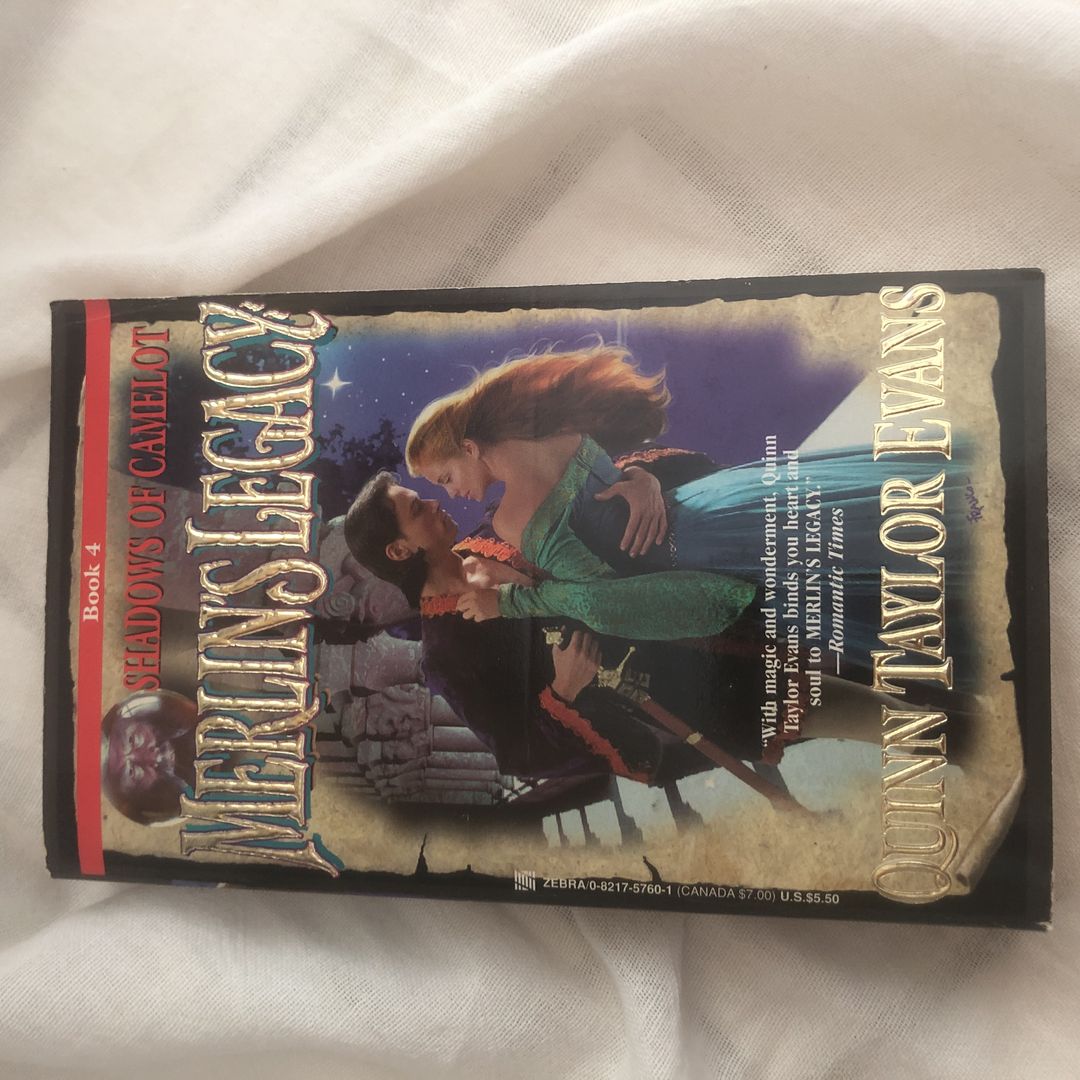 Book 4
SHADOWS OF CAMELOT
MERLIN'S LEGACY
"With magic and wonderment, Quinn
Taylor Evans binds you heart and
soul to MERLIN'S LEGACY."
—Romantic Times
QUINN TAYLOR EVANS
ZEBRA/0-8217-5760-1 (CANADA $7.00) U.S.$5.50